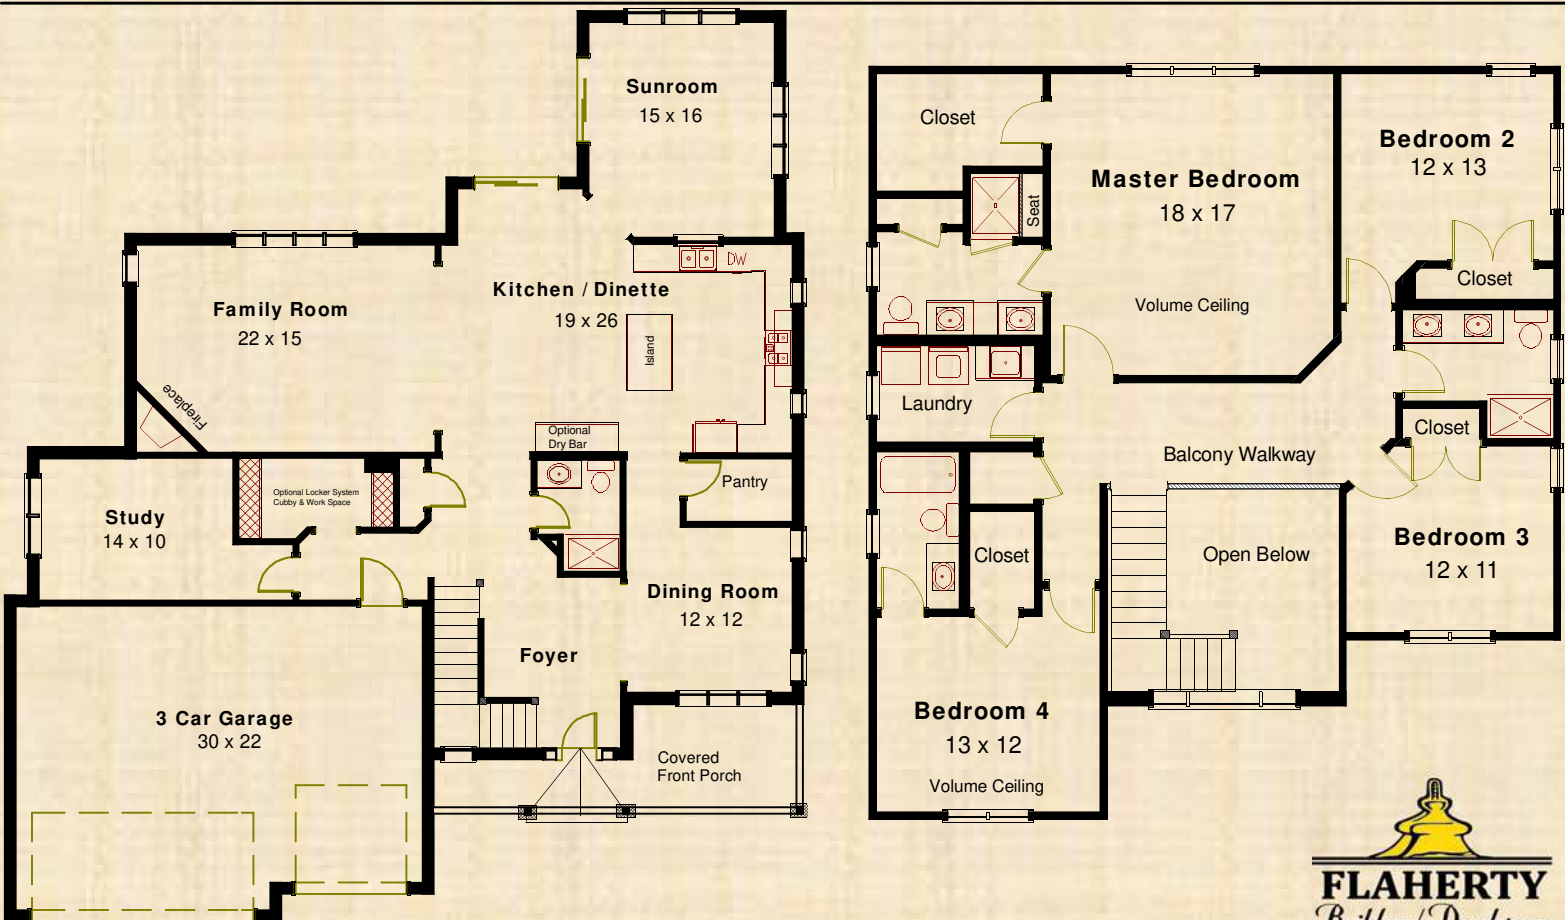 Sunroom
15 x 16
Family Room
22 x 15
Kitchen / Dinette
19 x 26
DW
Island
Fireplace
Optional
Dry Bar
Pantry
Optional Locker System
Cubby & Work Space
Study
14 x 10
Dining Room
12 x 12
Foyer
3 Car Garage
30 x 22
Covered
Front Porch
Closet
Seat
Master Bedroom
18 x 17
Volume Ceiling
Bedroom 2
12 x 13
Closet
Laundry
Closet
Balcony Walkway
Closet
Open Below
Bedroom 3
12 x 11
Bedroom 4
13 x 12
Volume Ceiling
FLAHERTY